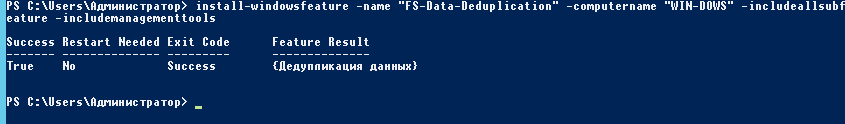 PS C:\Users\Администратор> install-windowsfeature -name "FS-Data-Deduplication" -computername "WIN-DOWS" -includeallsubf
eature -includemanagementtools
Success Restart Needed Exit Code      Feature Result
------- -------------- ---------      --------------
True    No             Success        {Дедупликация данных}
PS C:\Users\Администратор> _